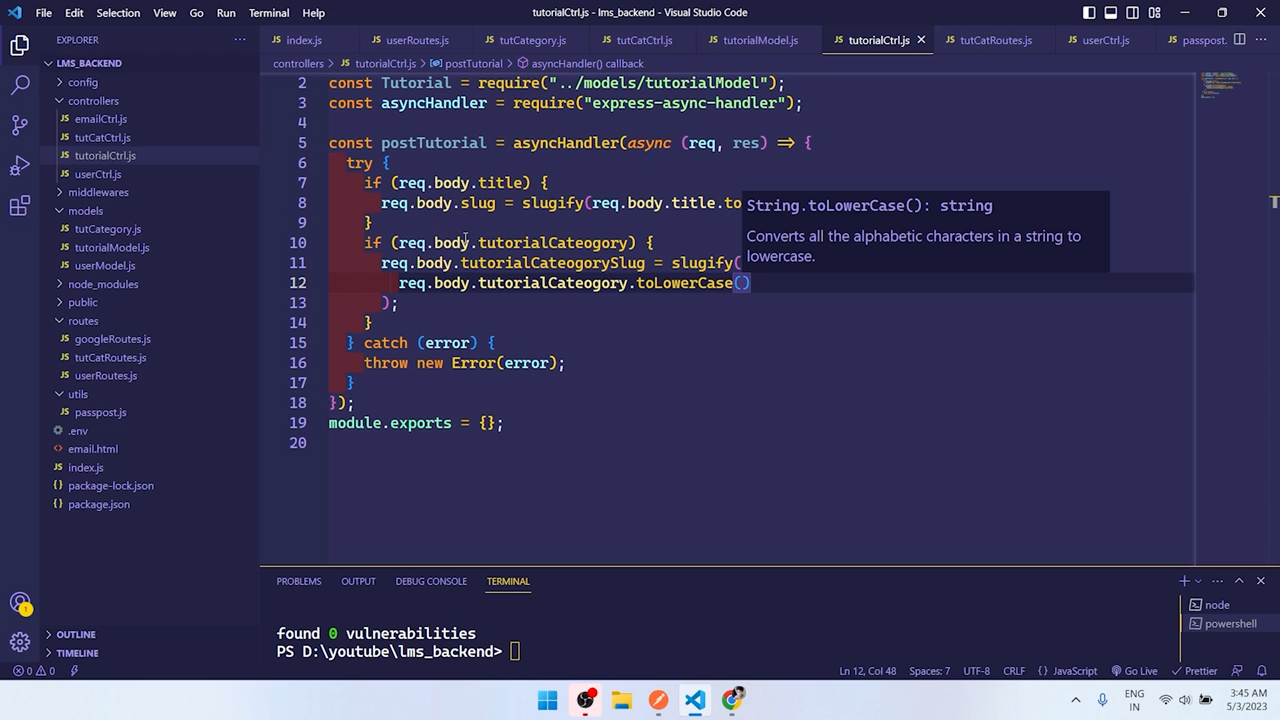 File Edit Selection View Go Run Terminal Help
tutorialCtrl.js - lms_backend - Visual Studio Code
EXPLORER
LMS_BACKEND
config
controllers
emailCtrl.js
tutCatCtrl.js
tutorialCtrl.js
userCtrl.js
middlewares
models
tutCategory.js
tutorialModel.js
userModel.js
node_modules
public
routes
googleRoutes.js
tutCatRoutes.js
userRoutes.js
utils
passpost.js
.env
email.html
index.js
package-lock.json
package.json
OUTLINE
TIMELINE
index.js userRoutes.js tutCategory.js tutCatCtrl.js tutorialModel.js tutorialCtrl.js tutCatRoutes.js userCtrl.js passpost.
controllers > tutorialCtrl.js > postTutorial > asyncHandler() callback
2 const Tutorial = require("../models/tutorialModel");
3 const asyncHandler = require("express-async-handler");
4
5 const postTutorial = asyncHandler(async (req, res) => {
6 try {
7 if (req.body.title) {
8 req.body.slug = slugify(req.body.title.to
9 }
10 if (req.body.tutorialCateogory) {
11 req.body.tutorialCateogorySlug = slugify(
12 req.body.tutorialCateogory.toLowerCase()
13 );
14 }
15 } catch (error) {
16 throw new Error(error);
17 }
18 });
19 module.exports = {};
20
String.toLowerCase(): string
Converts all the alphabetic characters in a string to
lowercase.
PROBLEMS OUTPUT DEBUG CONSOLE TERMINAL
found 0 vulnerabilities
PS D:\youtube\lms_backend>
node
powershell
1
0 0 Ln 12, Col 48 Spaces: 7 UTF-8 CRLF {} JavaScript Go Live Prettier
ENG
IN
3:45 AM
5/3/2023